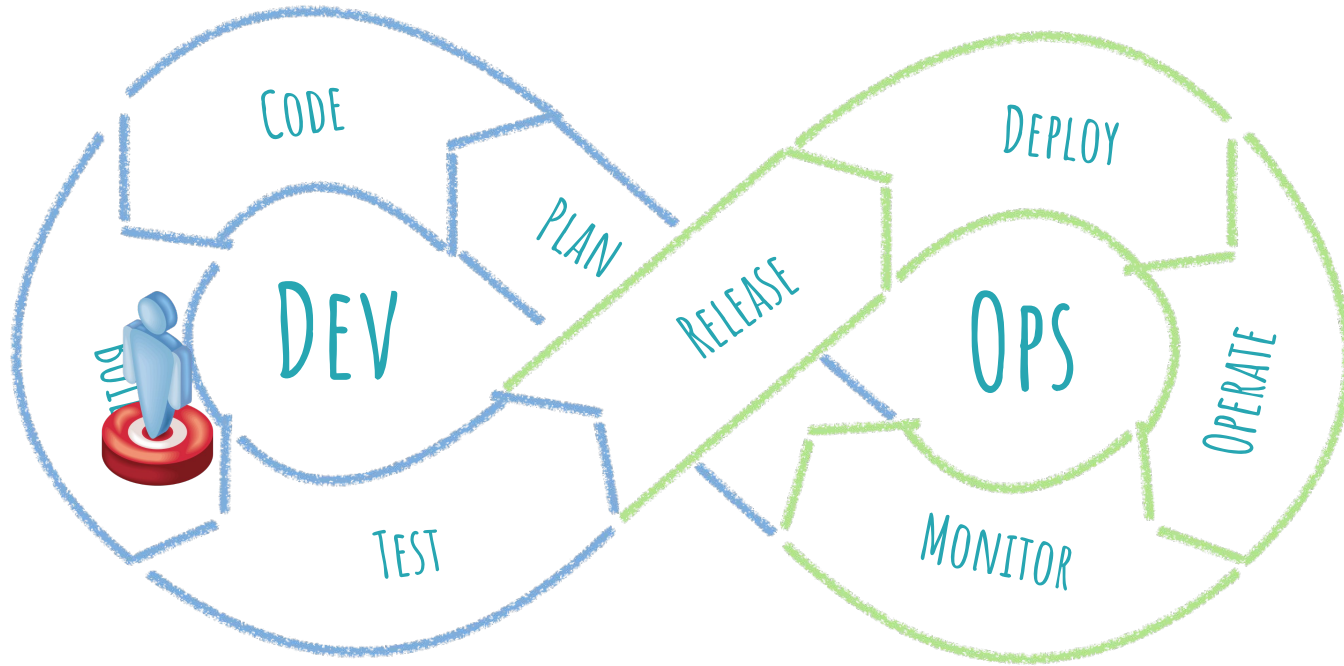 Code
Plan
Dev
Test
Release
Deploy
Ops
Operate
Monitor